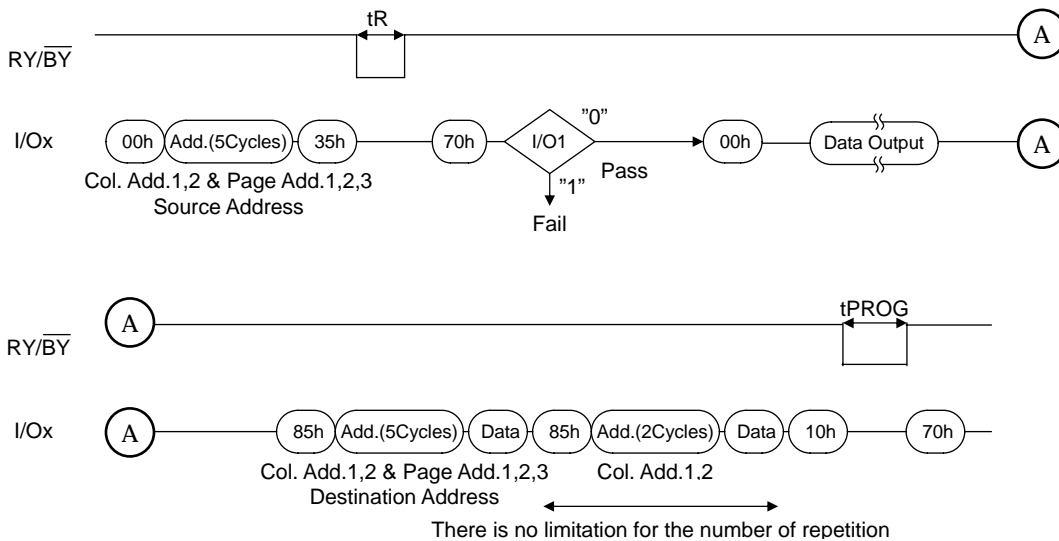 tR
A
RY/BY
I/Ox
00h Add.(5Cycles) 35h 70h I/O1 "0" 00h Data Output A
Pass
"1"
Col. Add.1,2 & Page Add.1,2,3
Source Address
Fail
A
tPROG
RY/BY
I/Ox
A 85h Add.(5Cycles) Data 85h Add.(2Cycles) Data 10h 70h
Col. Add.1,2 & Page Add.1,2,3 Col. Add.1,2
Destination Address
There is no limitation for the number of repetition